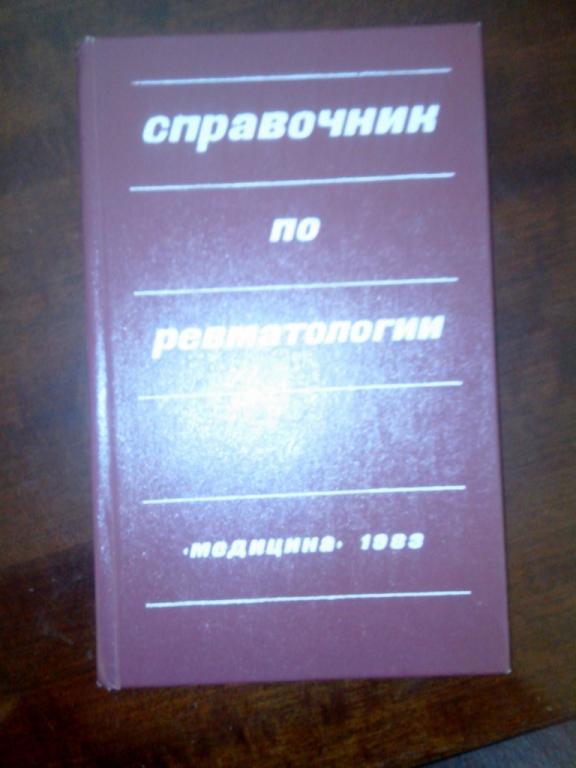 справочник
по
ревматологии
«медицина» 1983